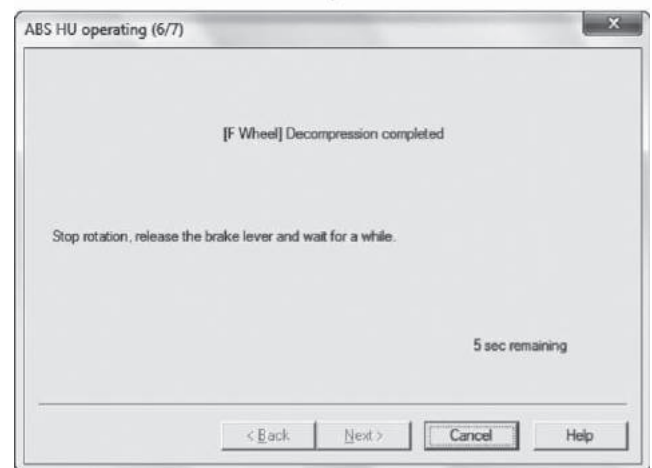 ABS HU operating (6/7)
[F Wheel] Decompression completed
Stop rotation, release the brake lever and wait for a while.
5 sec remaining
< Back Next > Cancel Help